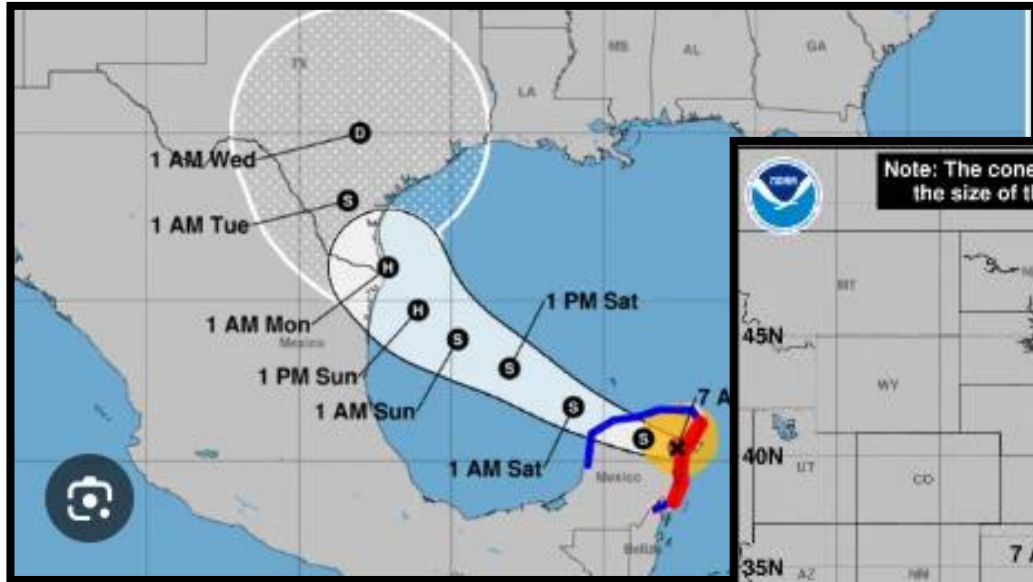 TX
MS
AL
GA
LA
1 AM Wed
1 AM Tue
1 AM Mon
Mexico
1 PM Sun
1 AM Sun
1 PM Sat
1 AM Sat
7 A
D
S
H
H
S
S
S
S
Mexico
Belize
NOAA
Note: The cone
the size of th
MT
45N
WY
40N
UT
CO
7 A
35N
AZ
NM